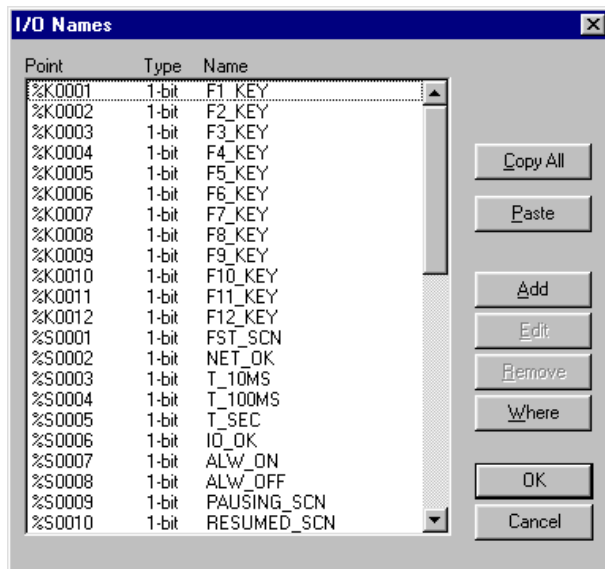 I/O Names
Point Type Name
%K0001 1-bit F1_KEY
%K0002 1-bit F2_KEY
%K0003 1-bit F3_KEY
%K0004 1-bit F4_KEY
%K0005 1-bit F5_KEY
%K0006 1-bit F6_KEY
%K0007 1-bit F7_KEY
%K0008 1-bit F8_KEY
%K0009 1-bit F9_KEY
%K0010 1-bit F10_KEY
%K0011 1-bit F11_KEY
%K0012 1-bit F12_KEY
%S0001 1-bit FST_SCN
%S0002 1-bit NET_OK
%S0003 1-bit T_10MS
%S0004 1-bit T_100MS
%S0005 1-bit T_SEC
%S0006 1-bit IO_OK
%S0007 1-bit ALW_ON
%S0008 1-bit ALW_OFF
%S0009 1-bit PAUSING_SCN
%S0010 1-bit RESUMED_SCN
Copy All
Paste
Add
Edit
Remove
Where
OK
Cancel